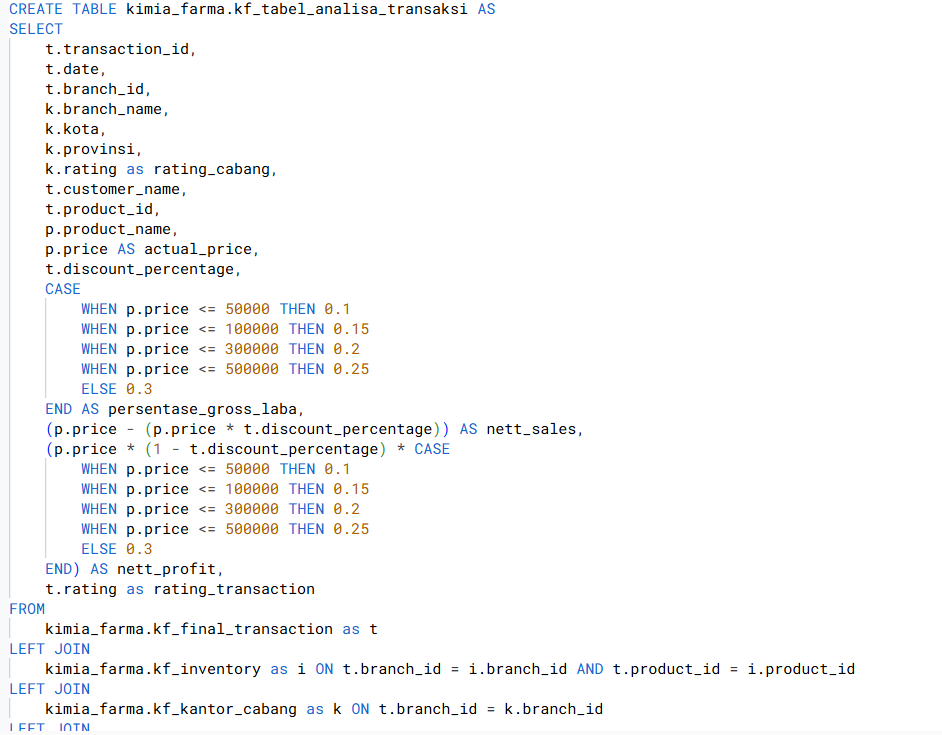 CREATE TABLE kimia_farma.kf_tabel_analisa_transaksi AS
SELECT
    t.transaction_id,
    t.date,
    t.branch_id,
    k.branch_name,
    k.kota,
    k.provinsi,
    k.rating as rating_cabang,
    t.customer_name,
    t.product_id,
    p.product_name,
    p.price AS actual_price,
    t.discount_percentage,
    CASE
        WHEN p.price <= 50000 THEN 0.1
        WHEN p.price <= 100000 THEN 0.15
        WHEN p.price <= 300000 THEN 0.2
        WHEN p.price <= 500000 THEN 0.25
        ELSE 0.3
    END AS persentase_gross_laba,
    (p.price - (p.price * t.discount_percentage)) AS nett_sales,
    (p.price * (1 - t.discount_percentage) * CASE
        WHEN p.price <= 50000 THEN 0.1
        WHEN p.price <= 100000 THEN 0.15
        WHEN p.price <= 300000 THEN 0.2
        WHEN p.price <= 500000 THEN 0.25
        ELSE 0.3
    END) AS nett_profit,
    t.rating as rating_transaction
FROM
    kimia_farma.kf_final_transaction as t
LEFT JOIN
    kimia_farma.kf_inventory as i ON t.branch_id = i.branch_id AND t.product_id = i.product_id
LEFT JOIN
    kimia_farma.kf_kantor_cabang as k ON t.branch_id = k.branch_id
LEFT JOIN